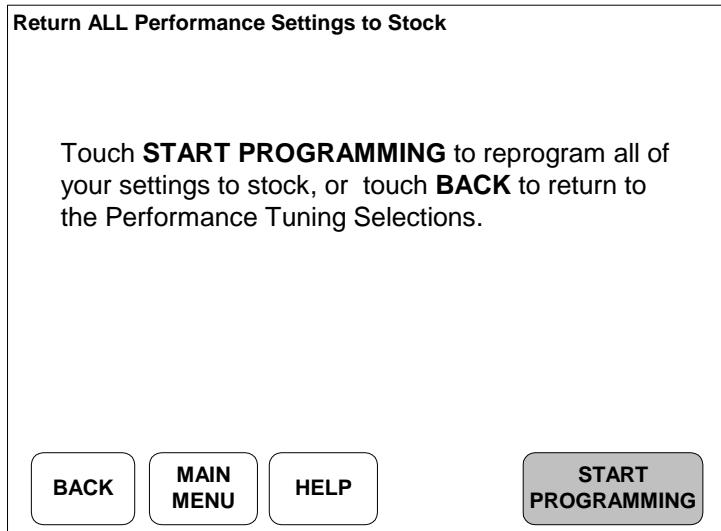 Return ALL Performance Settings to Stock
Touch START PROGRAMMING to reprogram all of
your settings to stock, or  touch BACK to return to
the Performance Tuning Selections.
BACK
MAIN
MENU
HELP
START
PROGRAMMING